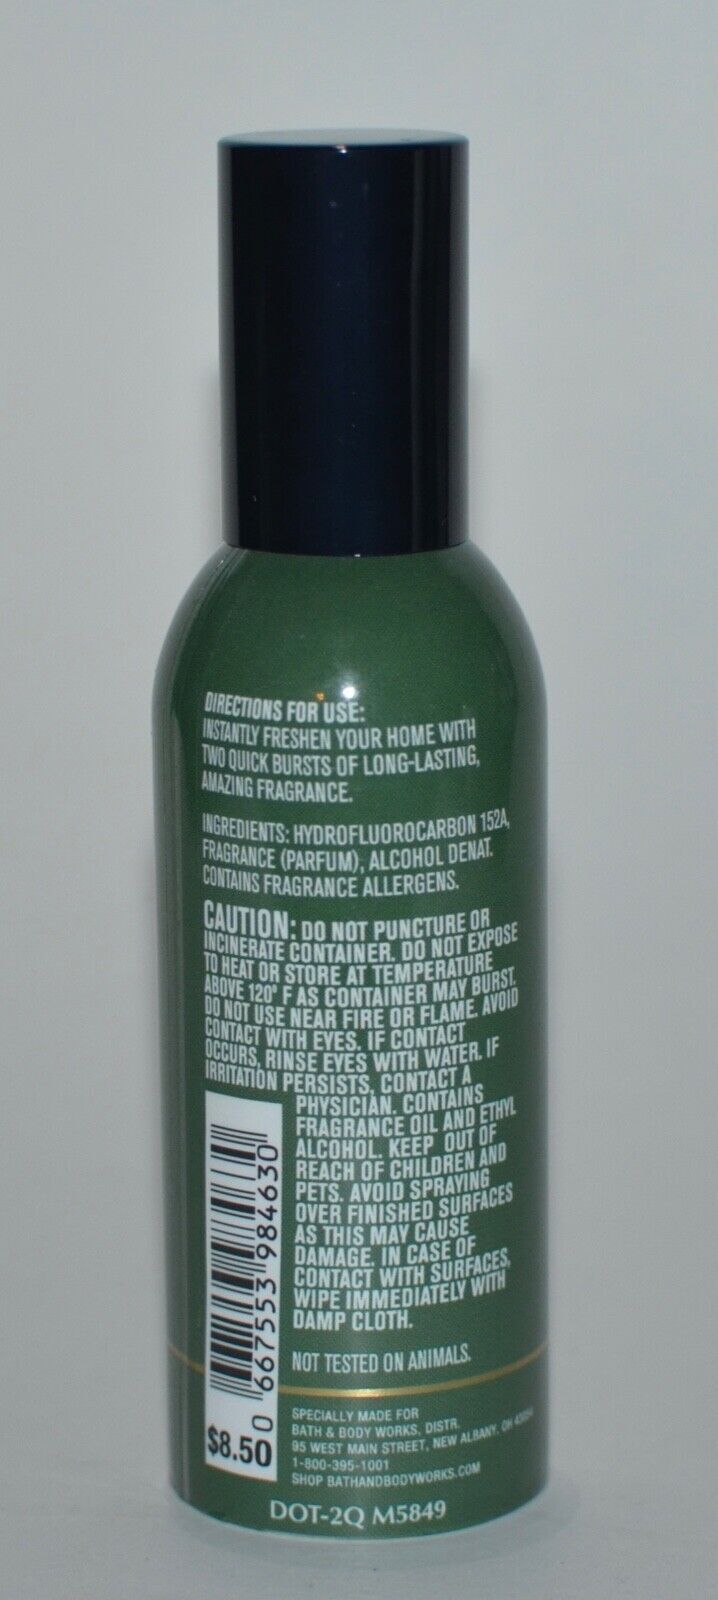 DIRECTIONS FOR USE:
INSTANTLY FRESHEN YOUR HOME WITH
TWO QUICK BURSTS OF LONG-LASTING,
AMAZING FRAGRANCE.
INGREDIENTS: HYDROFLUOROCARBON 152A,
FRAGRANCE (PARFUM), ALCOHOL DENAT.
CONTAINS FRAGRANCE ALLERGENS.
CAUTION: DO NOT PUNCTURE OR
INCINERATE CONTAINER. DO NOT EXPOSE
TO HEAT OR STORE AT TEMPERATURE
ABOVE 120° F AS CONTAINER MAY BURST.
DO NOT USE NEAR FIRE OR FLAME. AVOID
CONTACT WITH EYES. IF CONTACT
OCCURS, RINSE EYES WITH WATER. IF
IRRITATION PERSISTS, CONTACT A
PHYSICIAN. CONTAINS
FRAGRANCE OIL AND ETHYL
ALCOHOL. KEEP OUT OF
REACH OF CHILDREN AND
PETS. AVOID SPRAYING
OVER FINISHED SURFACES
AS THIS MAY CAUSE
DAMAGE. IN CASE OF
CONTACT WITH SURFACES,
WIPE IMMEDIATELY WITH
DAMP CLOTH.
NOT TESTED ON ANIMALS.
0 667553 984630
$8.50
SPECIALLY MADE FOR
BATH & BODY WORKS, DISTR.
95 WEST MAIN STREET, NEW ALBANY, OH 43054
1-800-395-1001
SHOP BATHANDBODYWORKS.COM
DOT-2Q M5849